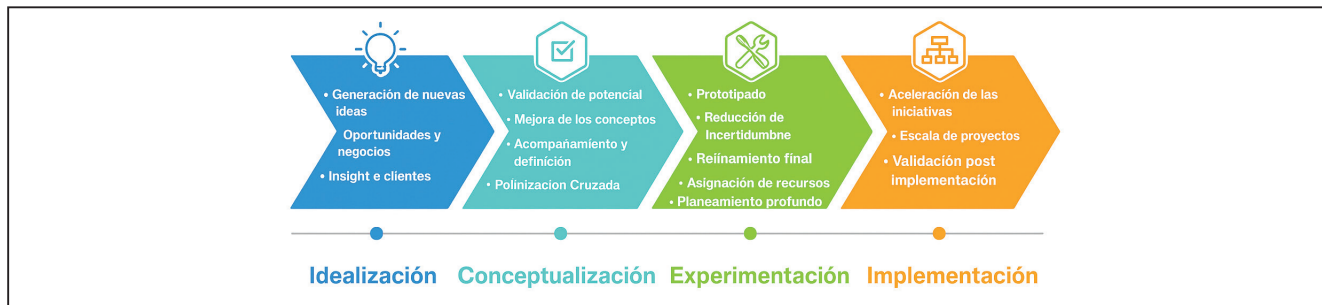 • Generación de nuevas
ideas
Oportunidades y
negocios
• Insight e clientes
• Validación de potencial
• Mejora de los conceptos
• Acompañamiento y
definición
• Polinizacion Cruzada
• Prototipado
• Reducción de
Incertidumbne
• Reiinamiento final
• Asignación de recursos
• Planeamiento profundo
• Aceleración de las
iniciativas
• Escala de proyectos
• Validación post
implementación
Idealización
Conceptualización
Experimentación
Implementación